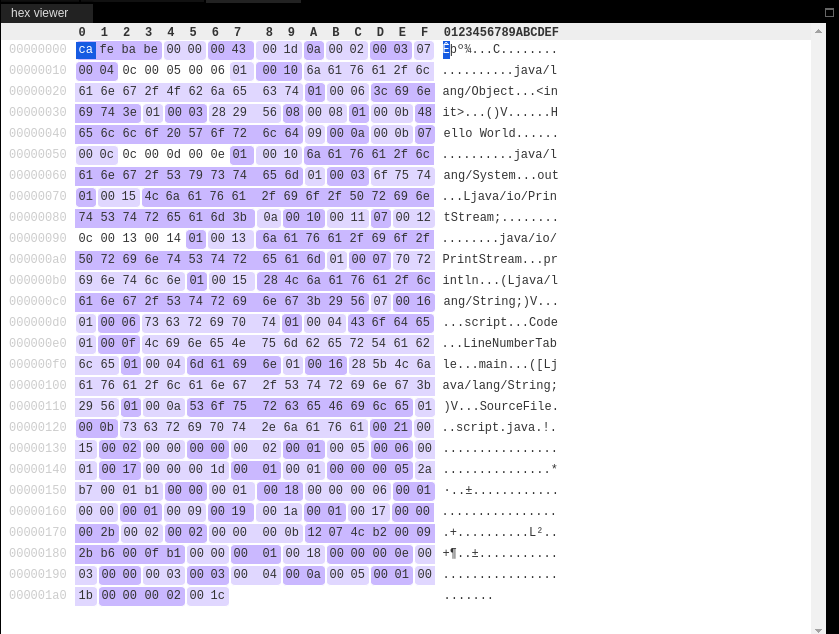 hex viewer
0 1 2 3 4 5 6 7 8 9 A B C D E F 0123456789ABCDEF
00000000 ca fe ba be 00 00 00 43 00 1d 0a 00 02 00 03 07 Êþº¾...C........
00000010 00 04 0c 00 05 00 06 01 00 10 6a 61 76 61 2f 6c ..........java/l
00000020 61 6e 67 2f 4f 62 6a 65 63 74 01 00 06 3c 69 6e ang/Object...<in
00000030 69 74 3e 01 00 03 28 29 56 08 00 08 01 00 0b 48 it>...()V......H
00000040 65 6c 6c 6f 20 57 6f 72 6c 64 09 00 0a 00 0b 07 ello World......
00000050 00 0c 0c 00 0d 00 0e 01 00 10 6a 61 76 61 2f 6c ..........java/l
00000060 61 6e 67 2f 53 79 73 74 65 6d 01 00 03 6f 75 74 ang/System...out
00000070 01 00 15 4c 6a 61 76 61 2f 69 6f 2f 50 72 69 6e ...Ljava/io/Prin
00000080 74 53 74 72 65 61 6d 3b 0a 00 10 00 11 07 00 12 tStream;........
00000090 0c 00 13 00 14 01 00 13 6a 61 76 61 2f 69 6f 2f ........java/io/
000000a0 50 72 69 6e 74 53 74 72 65 61 6d 01 00 07 70 72 PrintStream...pr
000000b0 69 6e 74 6c 6e 01 00 15 28 4c 6a 61 76 61 2f 6c intln...(Ljava/l
000000c0 61 6e 67 2f 53 74 72 69 6e 67 3b 29 56 07 00 16 ang/String;)V...
000000d0 01 00 06 73 63 72 69 70 74 01 00 04 43 6f 64 65 ...script...Code
000000e0 01 00 0f 4c 69 6e 65 4e 75 6d 62 65 72 54 61 62 ...LineNumberTab
000000f0 6c 65 01 00 04 6d 61 69 6e 01 00 16 28 5b 4c 6a le...main...([Lj
00000100 61 76 61 2f 6c 61 6e 67 2f 53 74 72 69 6e 67 3b ava/lang/String;
00000110 29 56 01 00 0a 53 6f 75 72 63 65 46 69 6c 65 01 )V...SourceFile.
00000120 00 0b 73 63 72 69 70 74 2e 6a 61 76 61 00 21 00 ..script.java.!.
00000130 15 00 02 00 00 00 00 00 02 00 01 00 05 00 06 00 ................
00000140 01 00 17 00 00 00 1d 00 01 00 01 00 00 00 05 2a ...............*
00000150 b7 00 01 b1 00 00 00 01 00 18 00 00 00 06 00 01 ·..±............
00000160 00 00 00 01 00 09 00 19 00 1a 00 01 00 17 00 00 ................
00000170 00 2b 00 02 00 02 00 00 00 0b 12 07 4c b2 00 09 .+..........L²..
00000180 2b b6 00 0f b1 00 00 00 01 00 18 00 00 00 0e 00 +¶..±...........
00000190 03 00 00 00 03 00 03 00 04 00 0a 00 05 00 01 00 ................
000001a0 1b 00 00 00 02 00 1c .......